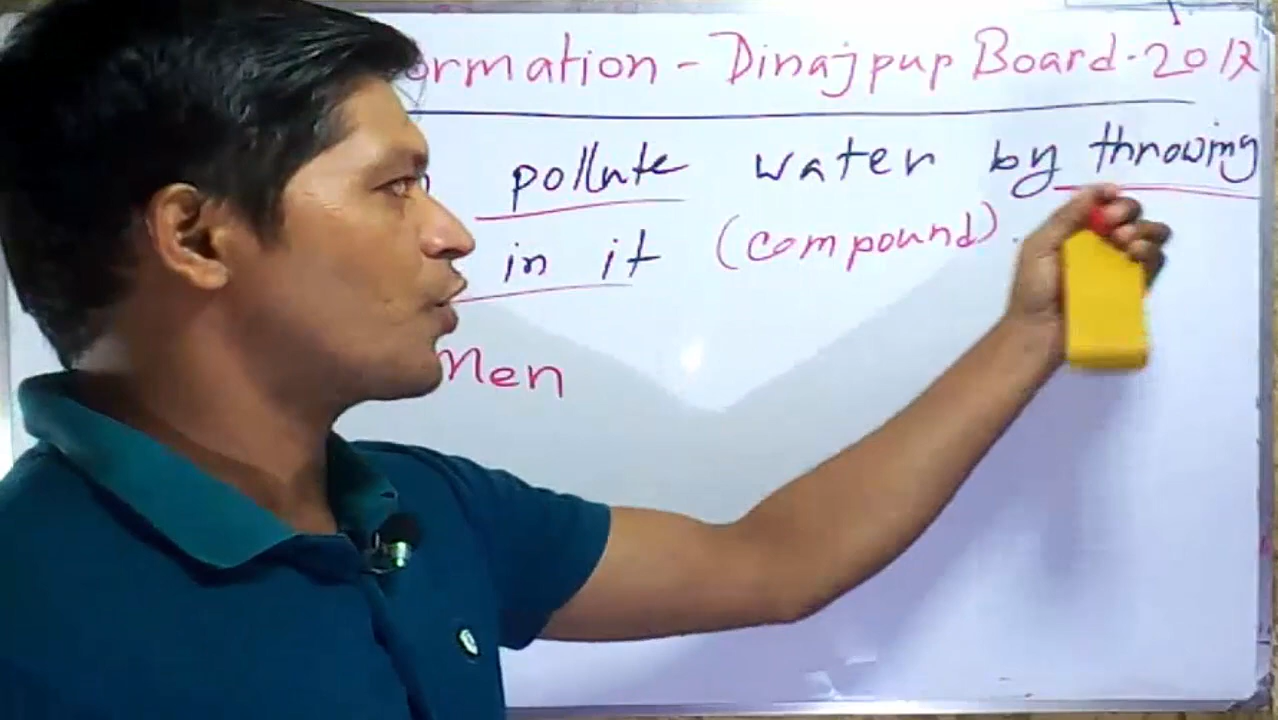 ormation - Dinajpup Board-2017
pollute water by throwing
in it (compound).
Men